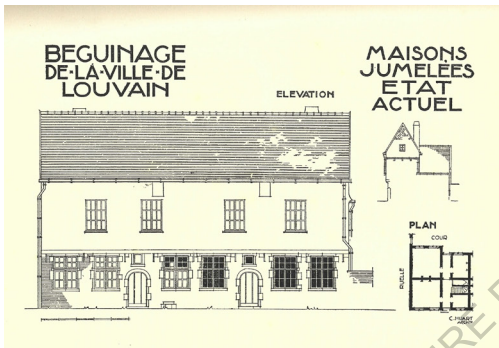 BEGUINAGE
DE·LA·VILLE·DE
LOUVAIN
ELEVATION
MAISONS
JUMELÉES
ETAT
ACTUEL
PLAN
COUR
RUELLE